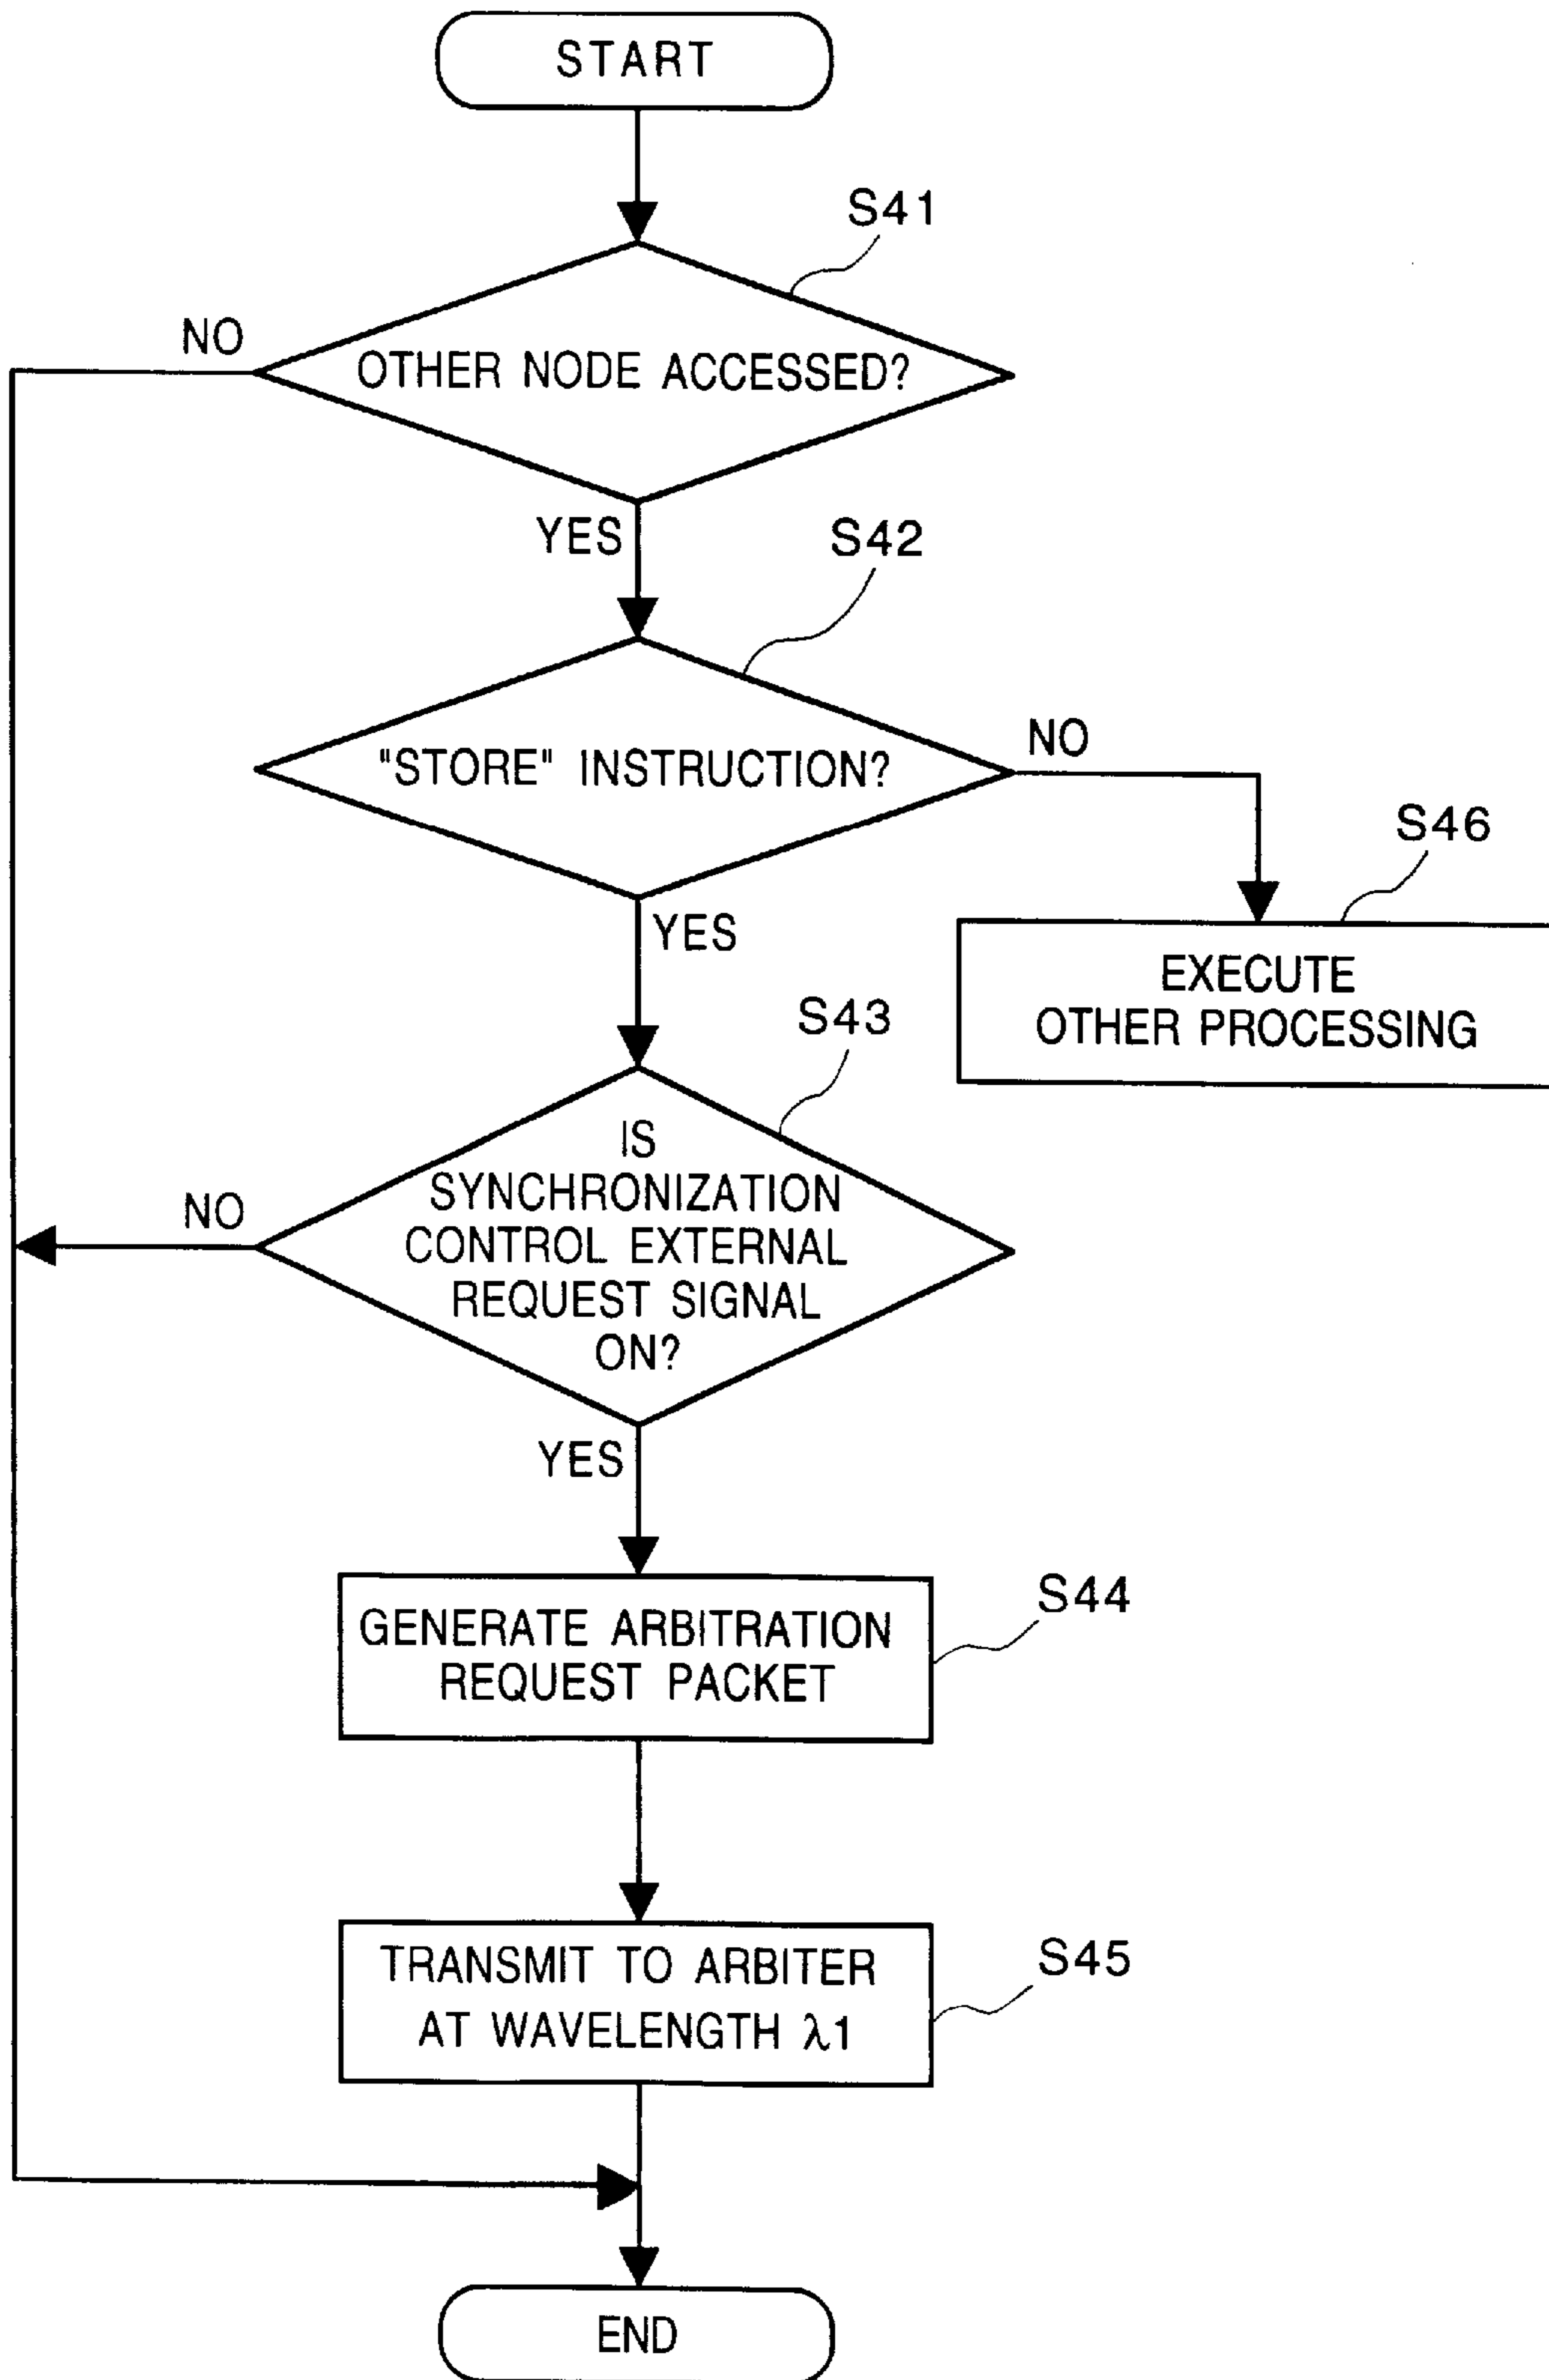 START
S41
NO
OTHER NODE ACCESSED?
YES
S42
"STORE" INSTRUCTION?
NO
S46
YES
EXECUTE
OTHER PROCESSING
S43
IS
SYNCHRONIZATION
CONTROL EXTERNAL
REQUEST SIGNAL
ON?
NO
YES
S44
GENERATE ARBITRATION
REQUEST PACKET
S45
TRANSMIT TO ARBITER
AT WAVELENGTH λ1
END